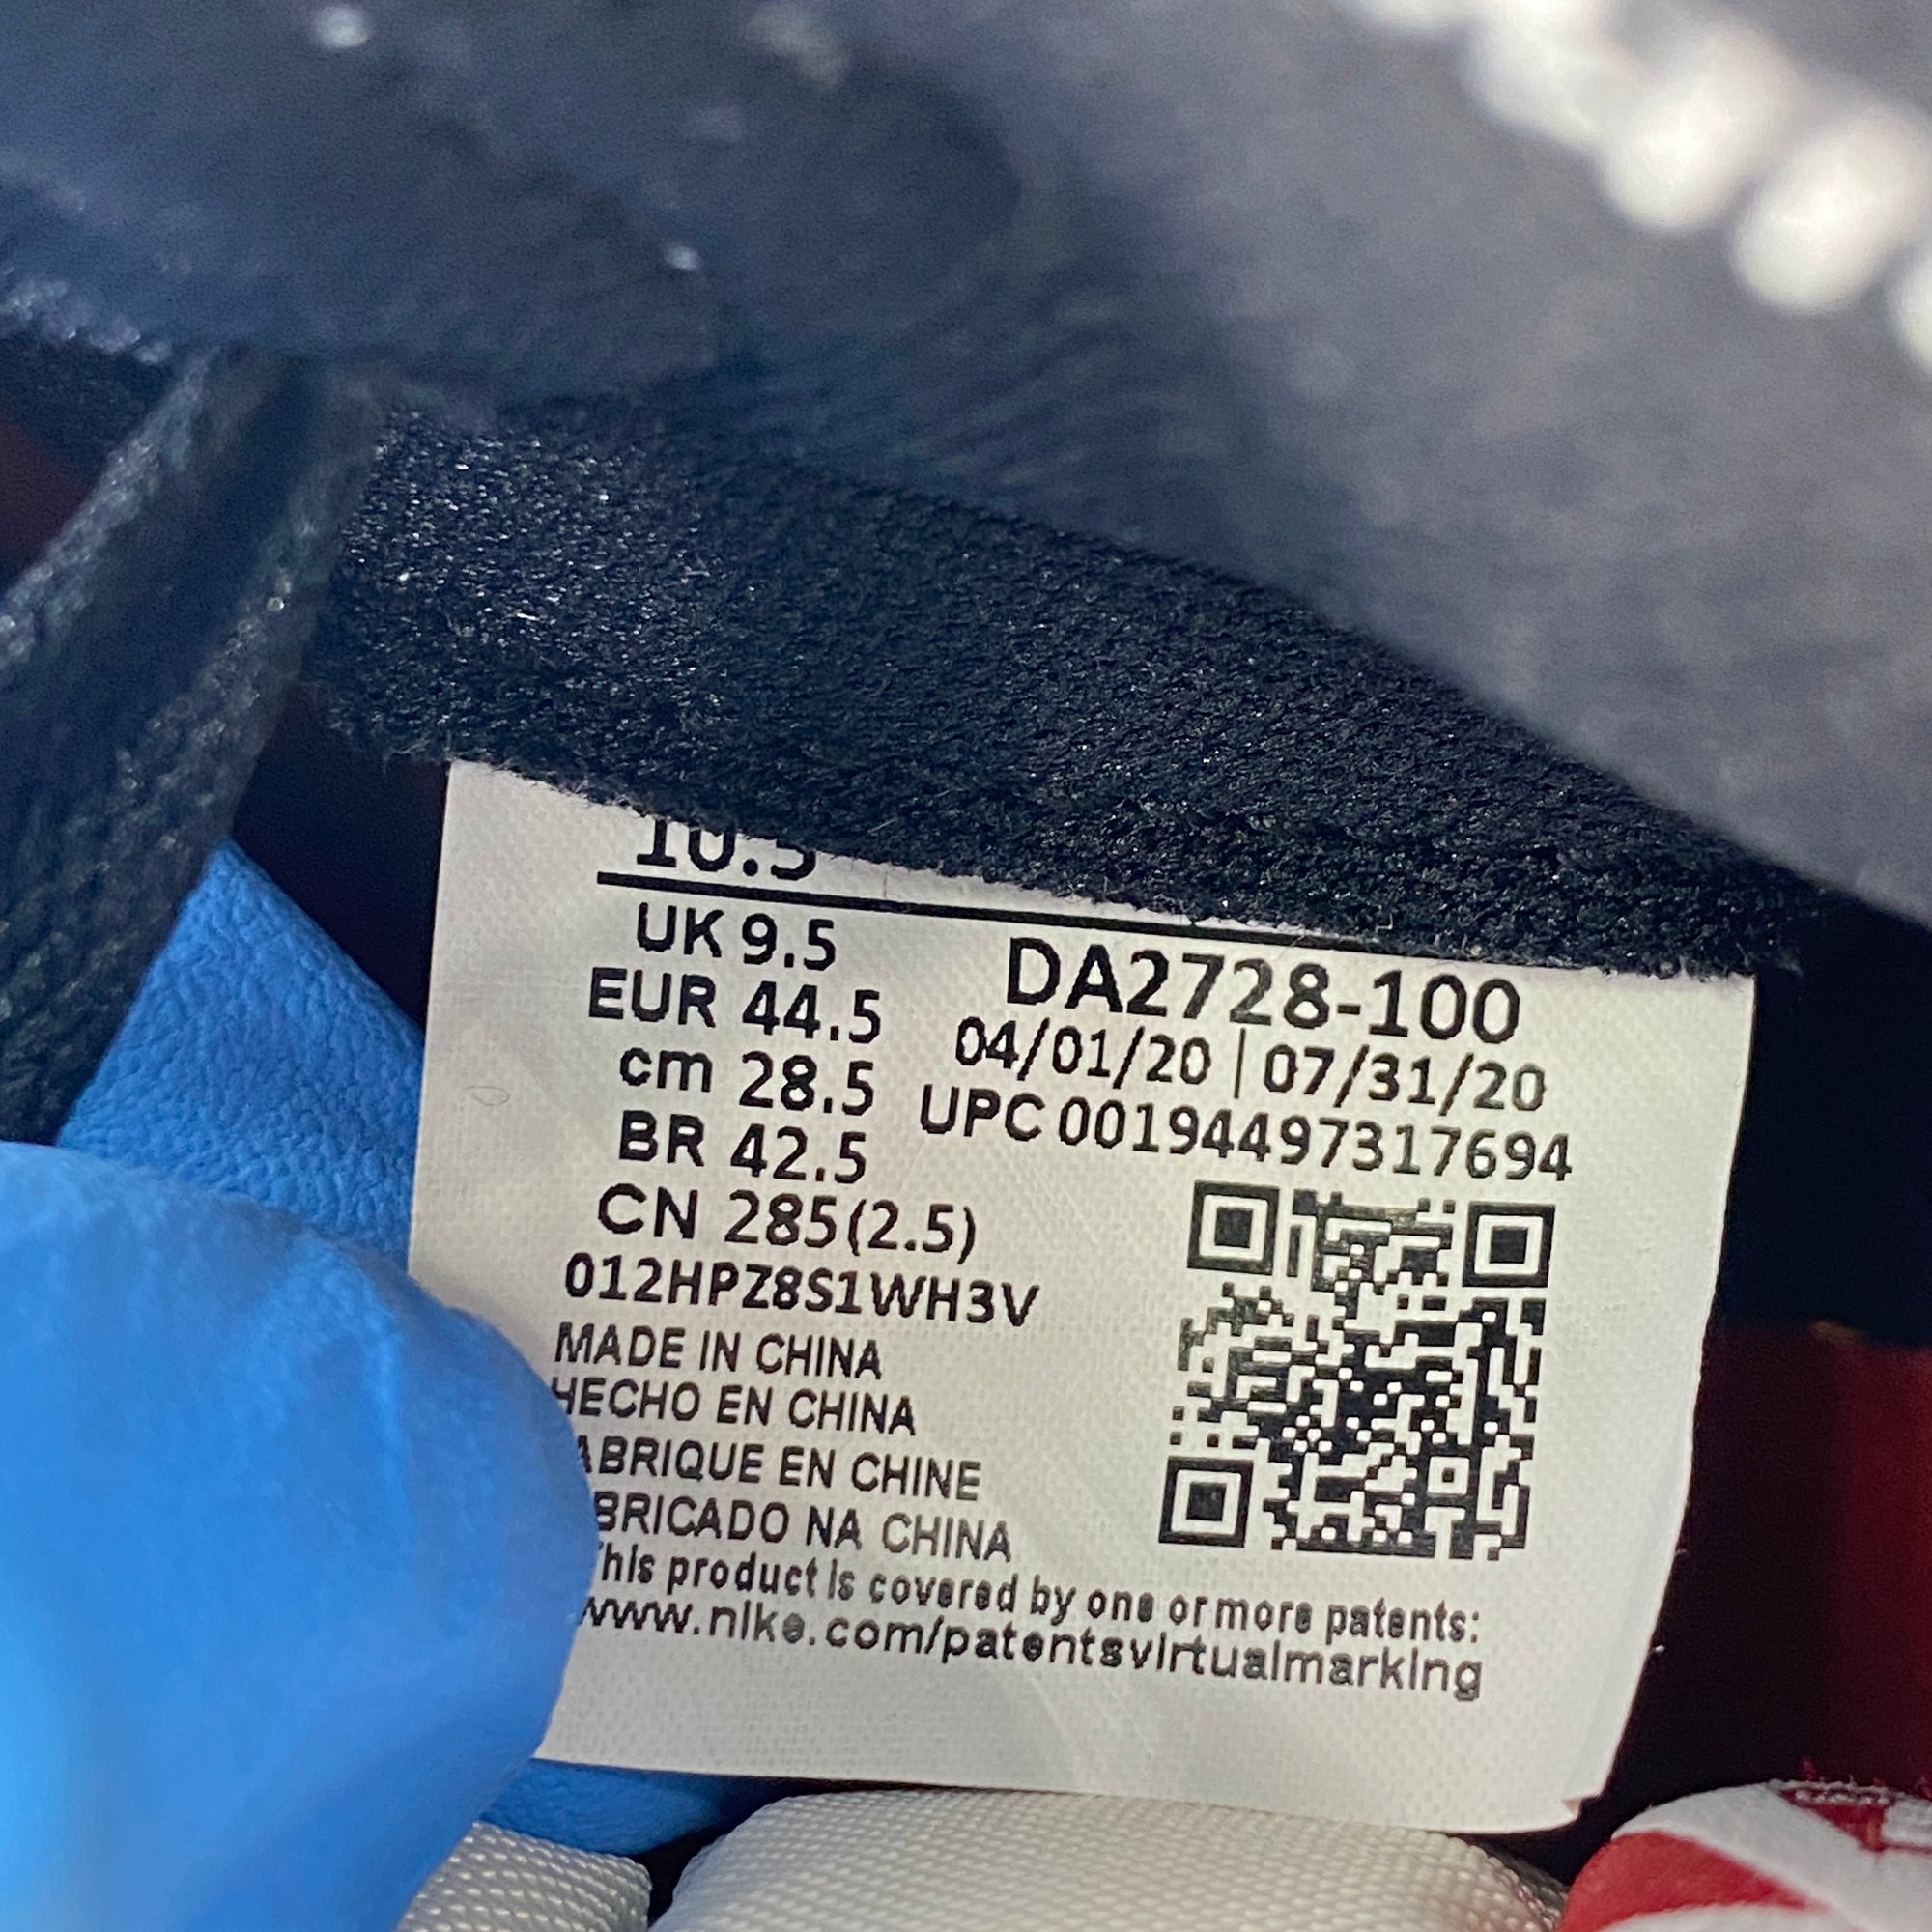 10.5
UK 9.5
EUR 44.5
cm 28.5
BR 42.5
CN 285(2.5)
DA2728-100
04/01/20 | 07/31/20
UPC 00194497317694
012HPZ8S1WH3V
MADE IN CHINA
HECHO EN CHINA
ABRIQUE EN CHINE
BRICADO NA CHINA
This product is covered by one or more patents:
www.nike.com/patentsvirtualmarking